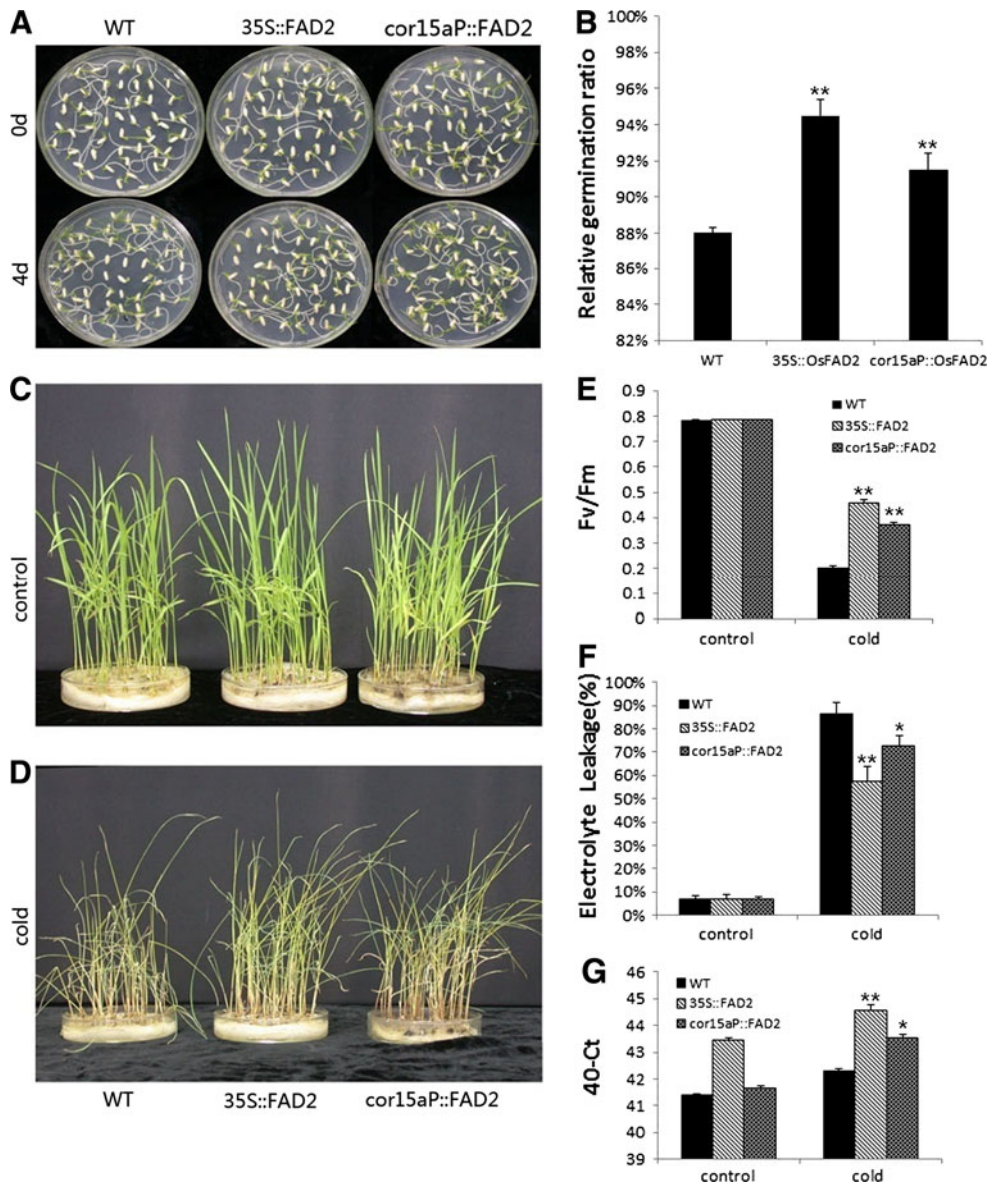 A
WT
35S::FAD2
cor15aP::FAD2
0d
4d
B
Relative germination ratio
100%
98%
96%
94%
92%
90%
88%
86%
84%
82%
**
**
WT
35S::OsFAD2
cor15aP::OsFAD2
C
control
D
cold
WT
35S::FAD2
cor15aP::FAD2
E
Fv/Fm
0.9
0.8
0.7
0.6
0.5
0.4
0.3
0.2
0.1
0
WT
35S::FAD2
cor15aP::FAD2
**
**
control
cold
F
Electrolyte Leakage(%)
100%
90%
80%
70%
60%
50%
40%
30%
20%
10%
0%
WT
35S::FAD2
cor15aP::FAD2
**
*
control
cold
G
40-Ct
46
45
44
43
42
41
40
39
WT
35S::FAD2
cor15aP::FAD2
**
*
control
cold